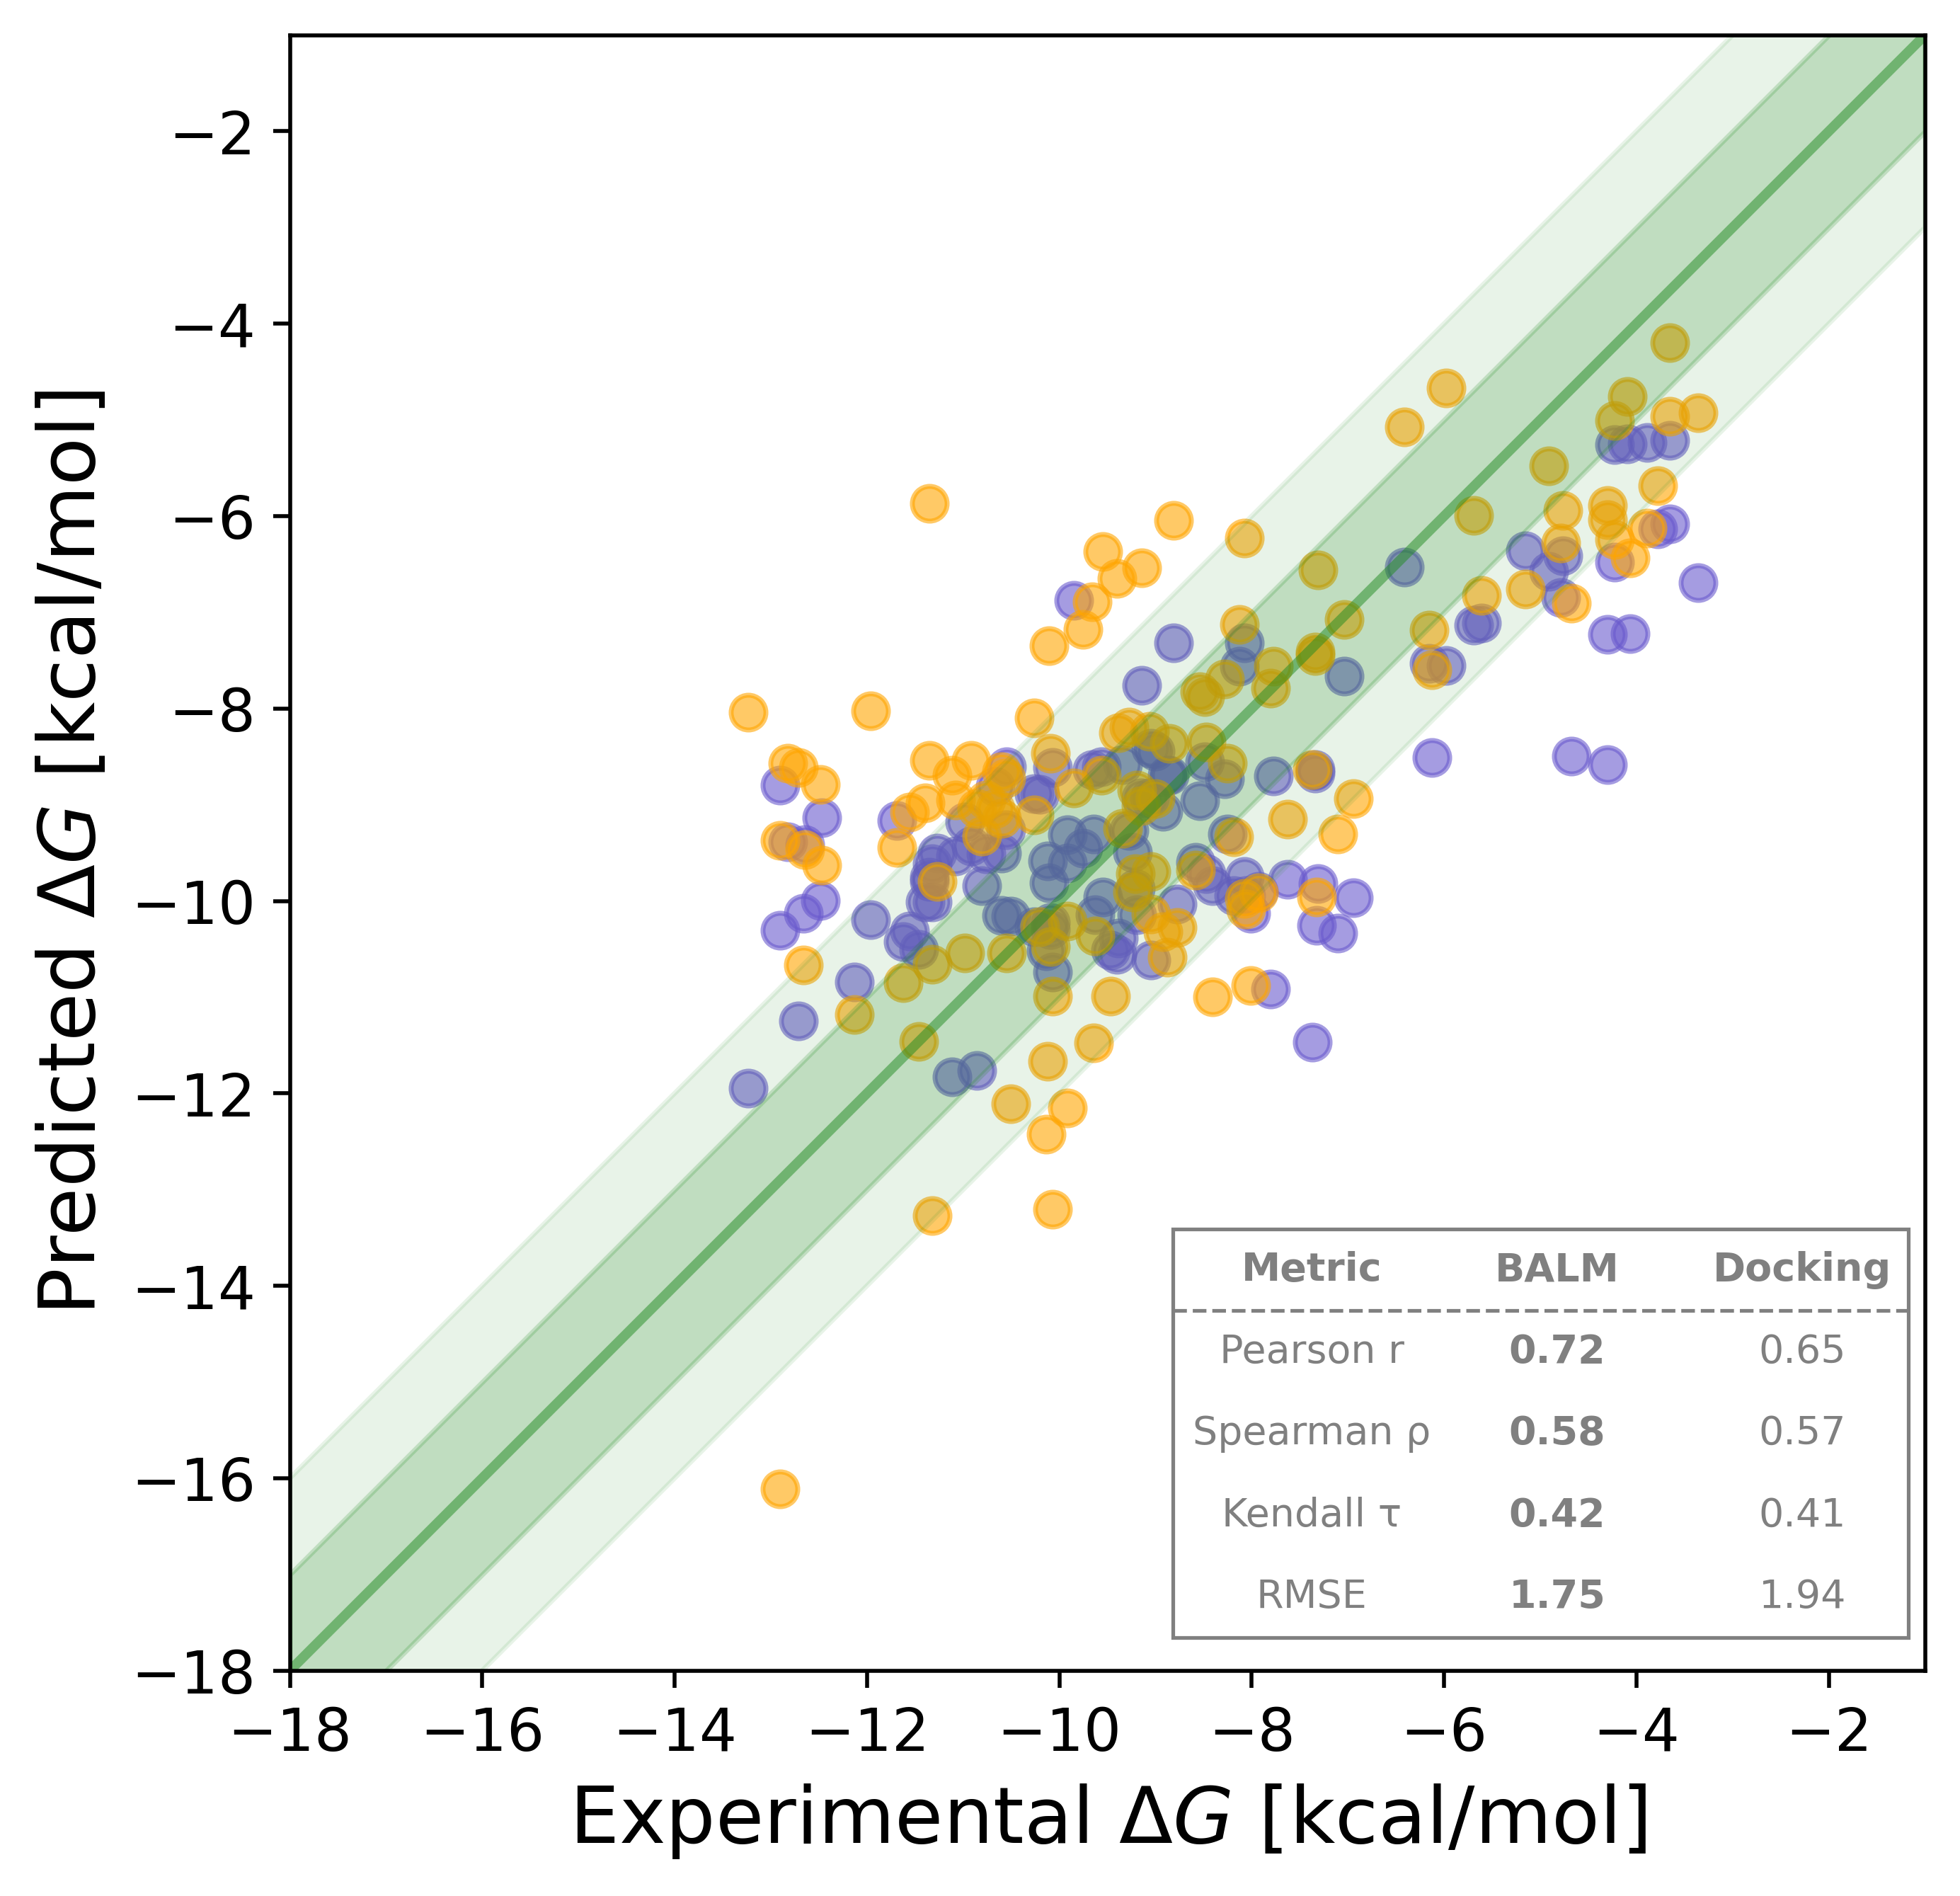 Predicted ΔG [kcal/mol]
−2
−4
−6
−8
−10
−12
−14
−16
−18
Metric BALM Docking
Pearson r 0.72 0.65
Spearman ρ 0.58 0.57
Kendall τ 0.42 0.41
RMSE 1.75 1.94
−18 −16 −14 −12 −10 −8 −6 −4 −2
Experimental ΔG [kcal/mol]